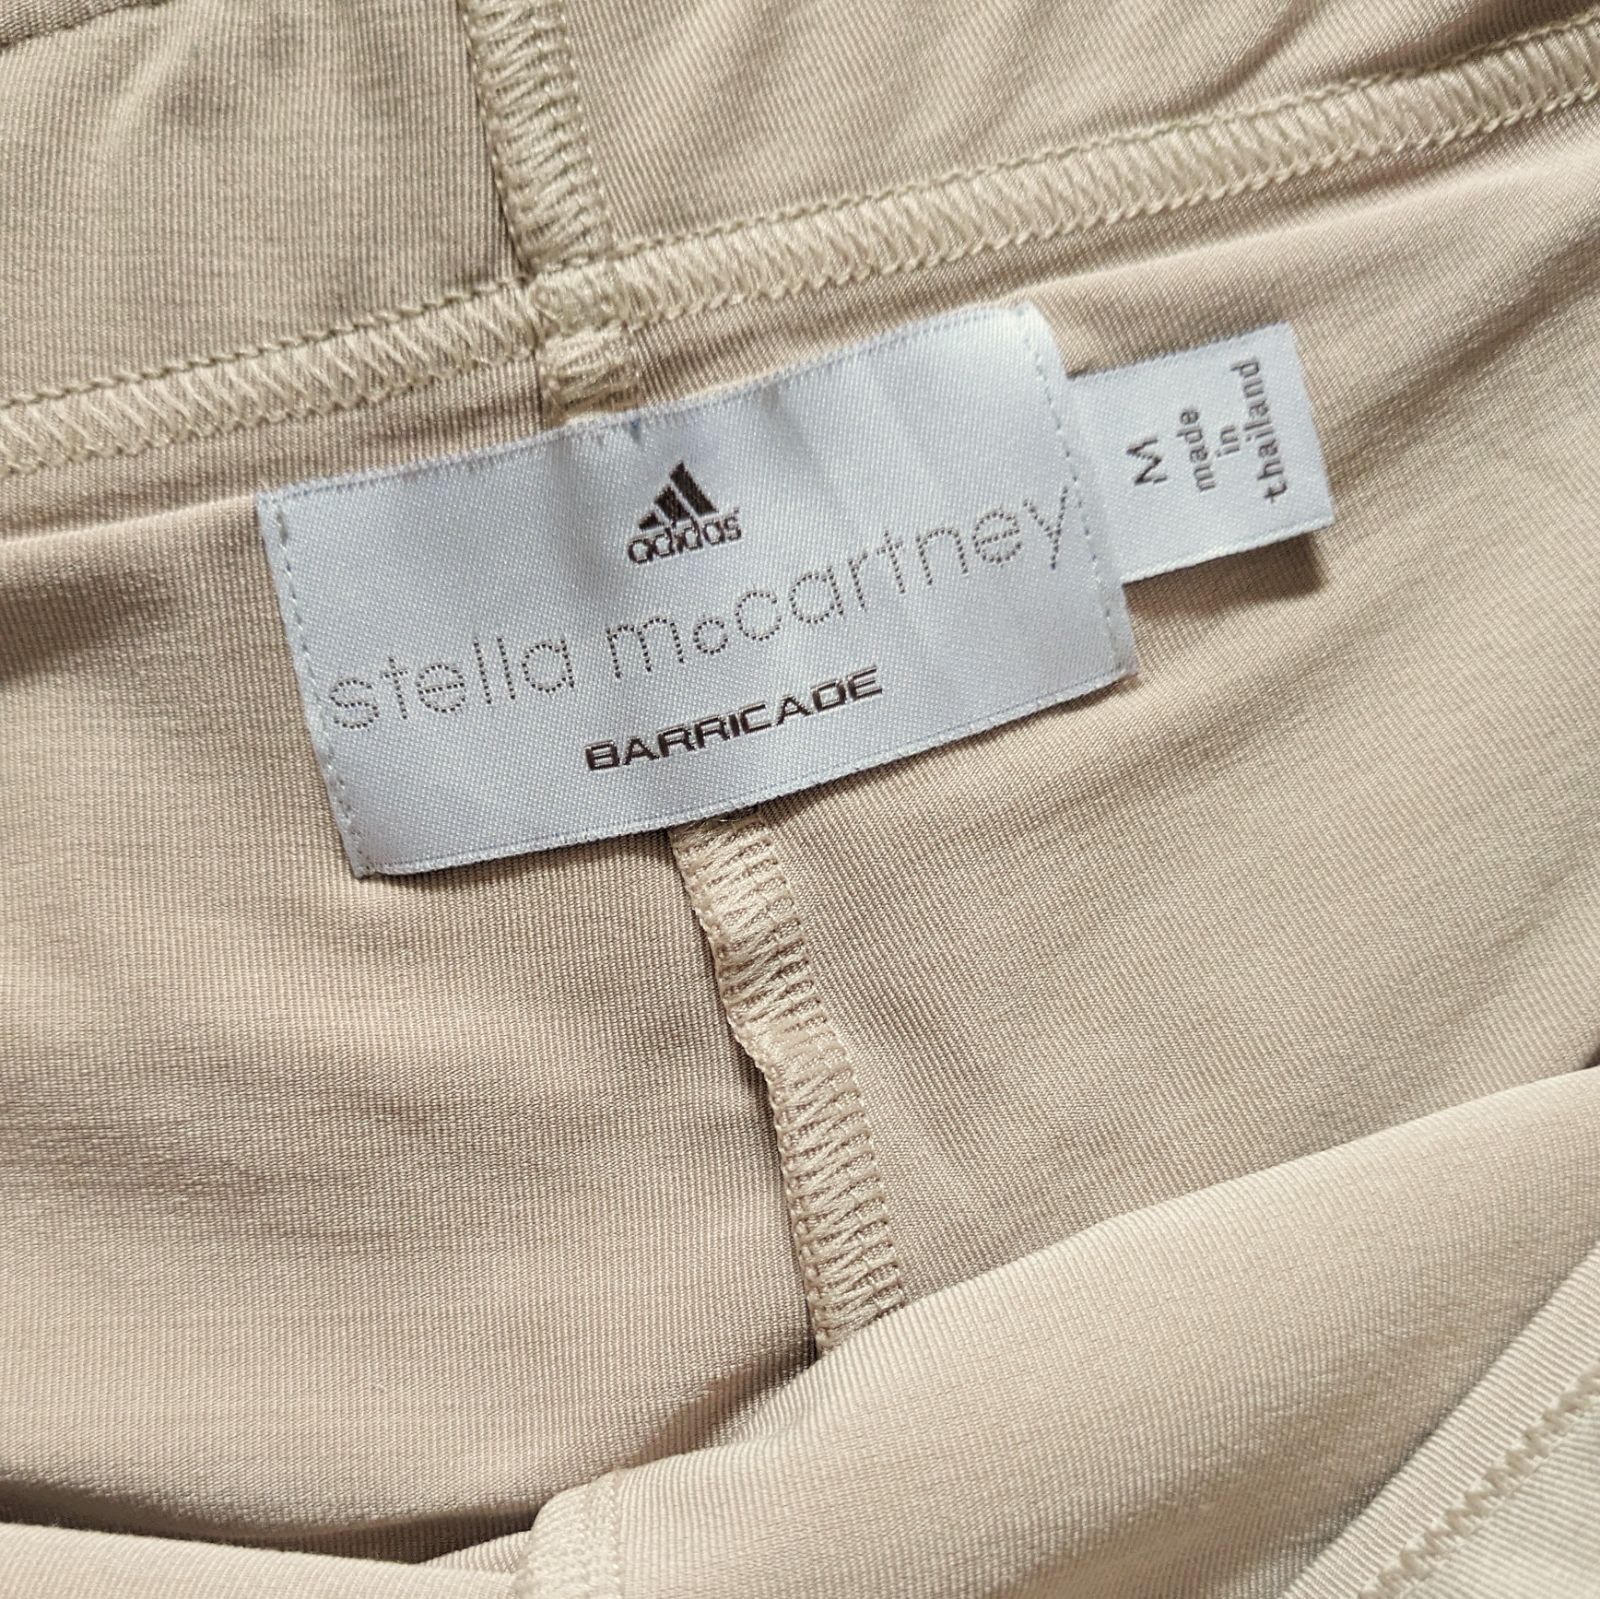 adidas
stella mccartney
BARRICADE
M
made
in
thailand